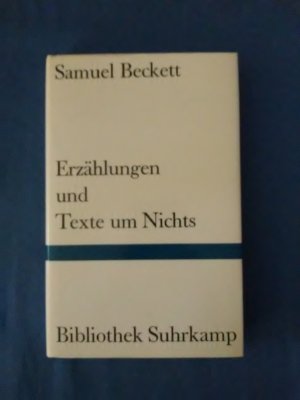 Samuel Beckett
Erzählungen
und
Texte um Nichts
Bibliothek Suhrkamp